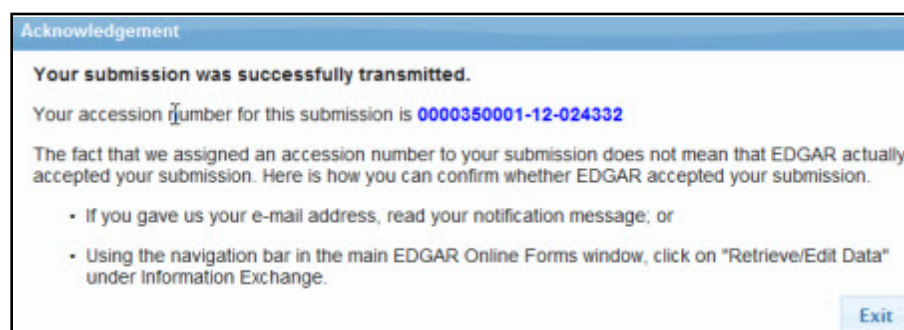 Acknowledgement
Your submission was successfully transmitted.
Your accession number for this submission is 0000350001-12-024332
The fact that we assigned an accession number to your submission does not mean that EDGAR actually
accepted your submission. Here is how you can confirm whether EDGAR accepted your submission.
• If you gave us your e-mail address, read your notification message; or
• Using the navigation bar in the main EDGAR Online Forms window, click on "Retrieve/Edit Data"
under Information Exchange.
Exit